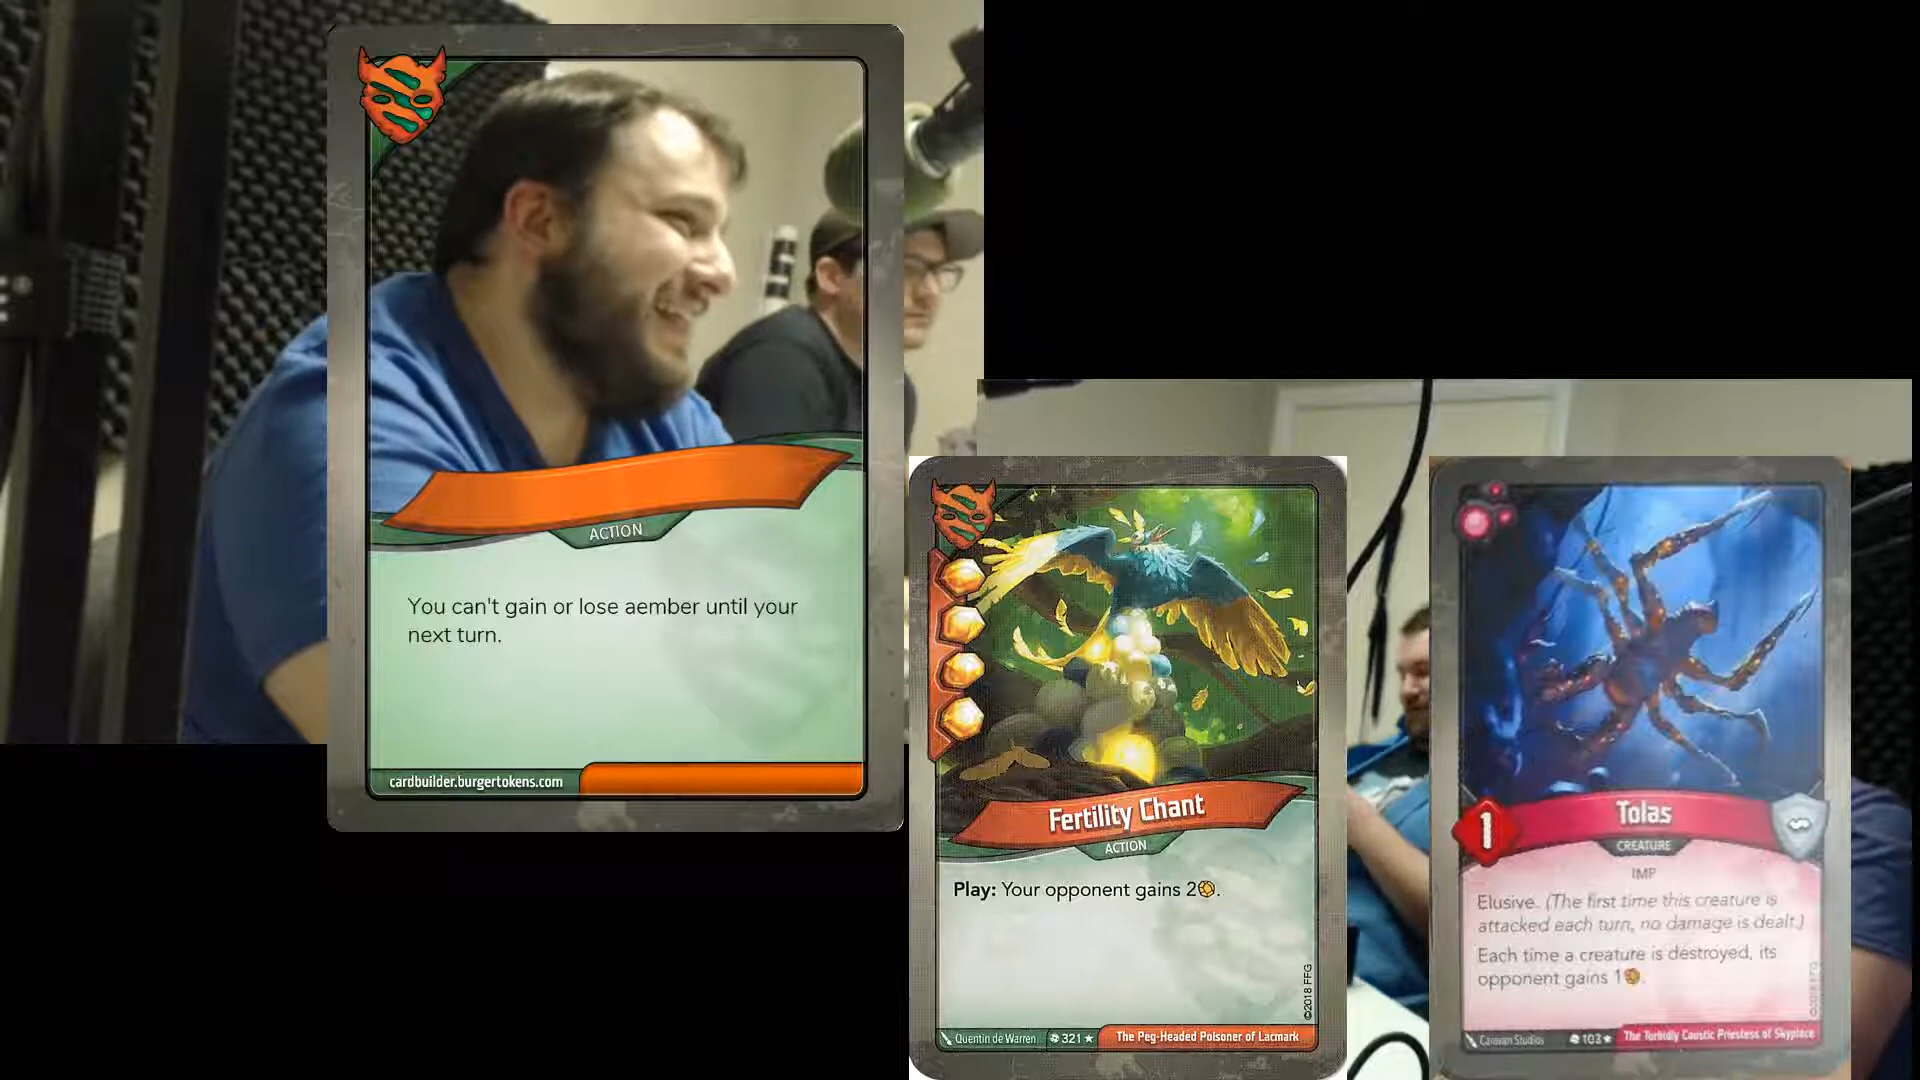 ACTION
You can't gain or lose aember until your
next turn.
cardbuilder.burgertokens.com
Fertility Chant
ACTION
Play: Your opponent gains 2.
©2018 FFG
Quentin de Warren
321
The Peg-Headed Poisoner of Lacmark
1
Tolas
CREATURE
IMP
Elusive. (The first time this creature is
attacked each turn, no damage is dealt.)
Each time a creature is destroyed, its
opponent gains 1.
Caravan Studios
103
The Turbidly Caustic Priestess of Skyplace